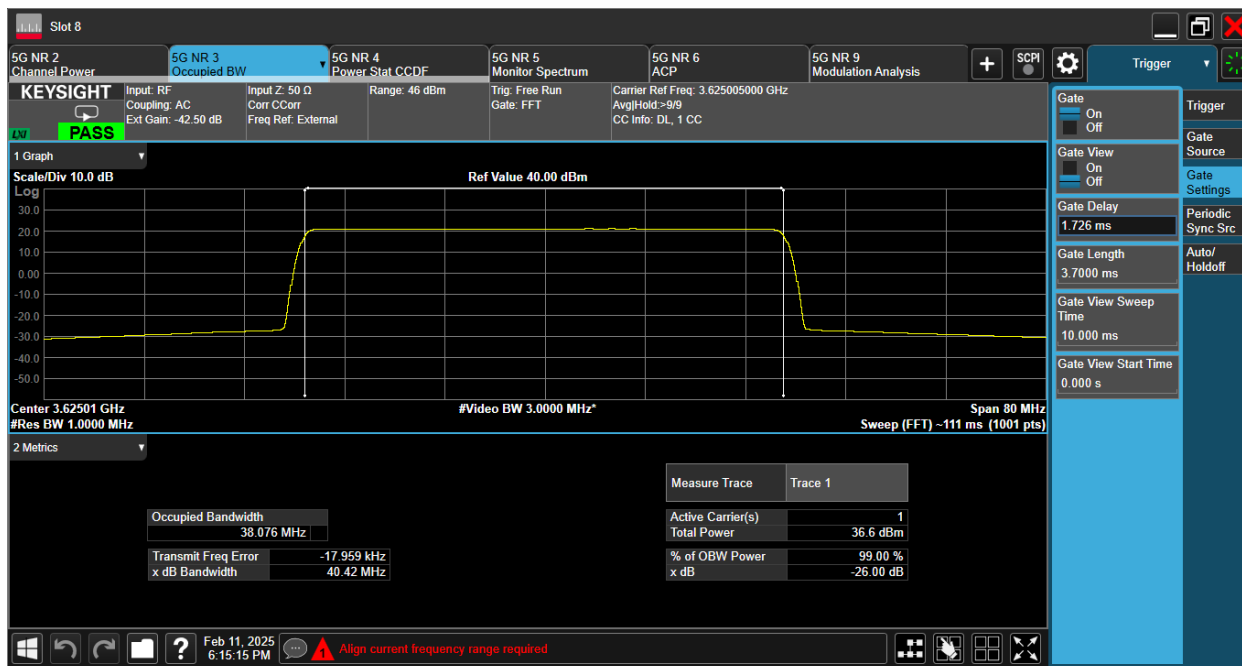 Slot 8
5G NR 2
Channel Power
5G NR 3
Occupied BW
5G NR 4
Power Stat CCDF
5G NR 5
Monitor Spectrum
5G NR 6
ACP
5G NR 9
Modulation Analysis
+
SCPI
Trigger
KEYSIGHT
LXI
PASS
Input: RF
Coupling: AC
Ext Gain: -42.50 dB
Input Z: 50 Ω
Corr CCorr
Freq Ref: External
Range: 46 dBm
Trig: Free Run
Gate: FFT
Carrier Ref Freq: 3.625005000 GHz
Avg|Hold:>9/9
CC Info: DL, 1 CC
1 Graph
Scale/Div 10.0 dB
Ref Value 40.00 dBm
Log
30.0
20.0
10.0
0.00
-10.0
-20.0
-30.0
-40.0
-50.0
Center 3.62501 GHz
#Video BW 3.0000 MHz*
Span 80 MHz
#Res BW 1.0000 MHz
Sweep (FFT) ~111 ms (1001 pts)
2 Metrics
Measure Trace Trace 1
Occupied Bandwidth
38.076 MHz
Active Carrier(s) 1
Total Power 36.6 dBm
Transmit Freq Error -17.959 kHz
x dB Bandwidth 40.42 MHz
% of OBW Power 99.00 %
x dB -26.00 dB
Gate
On
Off
Gate View
On
Off
Gate Delay
1.726 ms
Gate Length
3.7000 ms
Gate View Sweep
Time
10.000 ms
Gate View Start Time
0.000 s
Trigger
Gate
Source
Gate
Settings
Periodic
Sync Src
Auto/
Holdoff
?
Feb 11, 2025
6:15:15 PM
1
Align current frequency range required